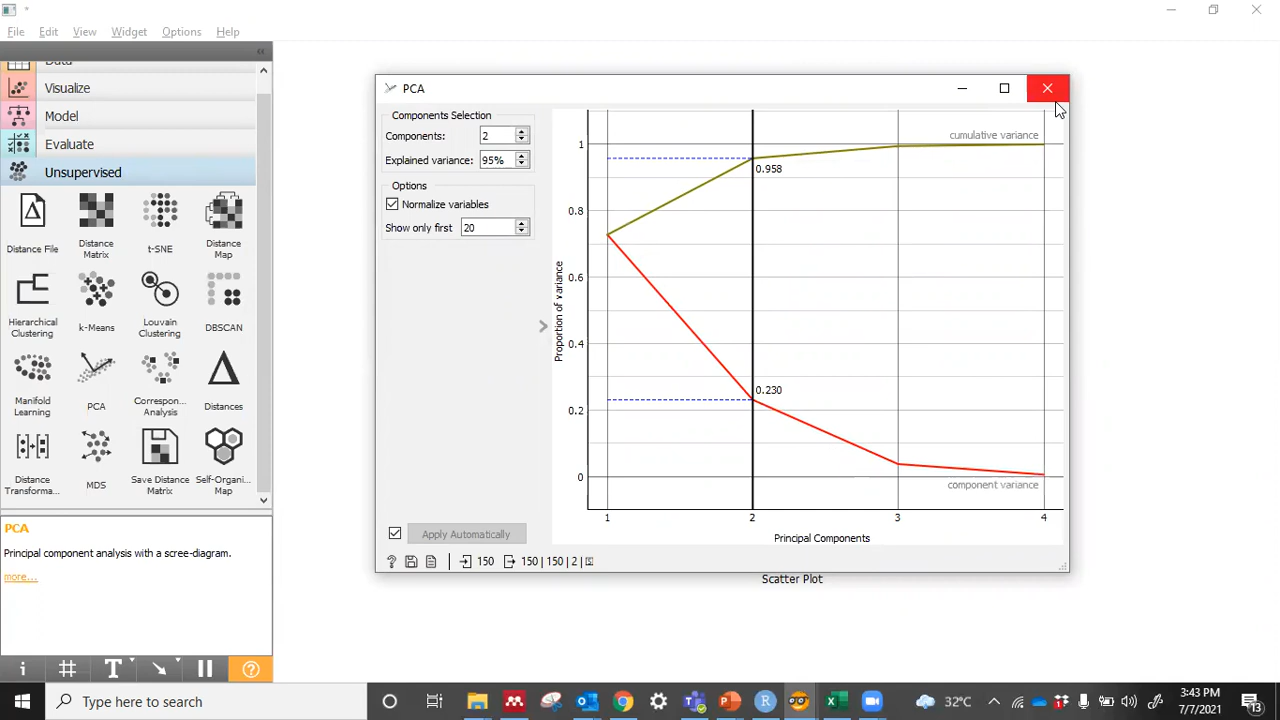 File Edit View Widget Options Help
Data
Visualize
Model
Evaluate
Unsupervised
Distance File
Distance Matrix
t-SNE
Distance Map
Hierarchical Clustering
k-Means
Louvain Clustering
DBSCAN
Manifold Learning
PCA
Correspon... Analysis
Distances
Distance Transforma...
MDS
Save Distance Matrix
Self-Organi... Map
PCA
Principal component analysis with a scree-diagram.
more...
PCA
Components Selection
Components: 2
Explained variance: 95%
Options
Normalize variables
Show only first 20
Apply Automatically
150 150 | 150 | 2 |
cumulative variance
1
0.958
0.8
0.6
0.4
0.230
0.2
0
component variance
Proportion of variance
1 2 3 4
Principal Components
Scatter Plot
Type here to search
32°C
3:43 PM
7/7/2021
13